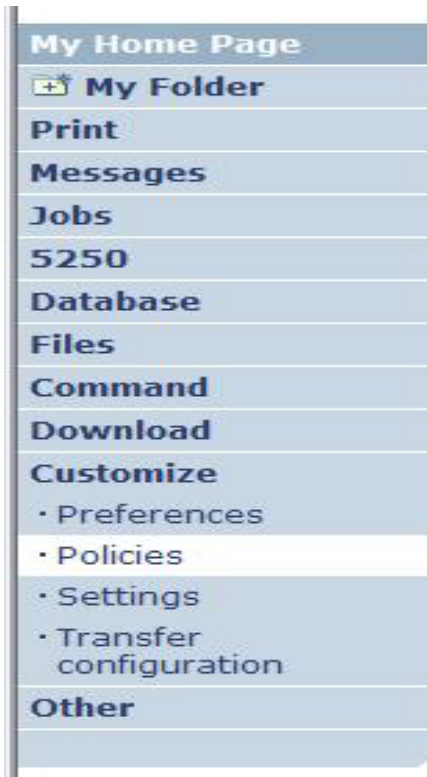 My Home Page
My Folder
Print
Messages
Jobs
5250
Database
Files
Command
Download
Customize
· Preferences
· Policies
· Settings
· Transfer
configuration
Other